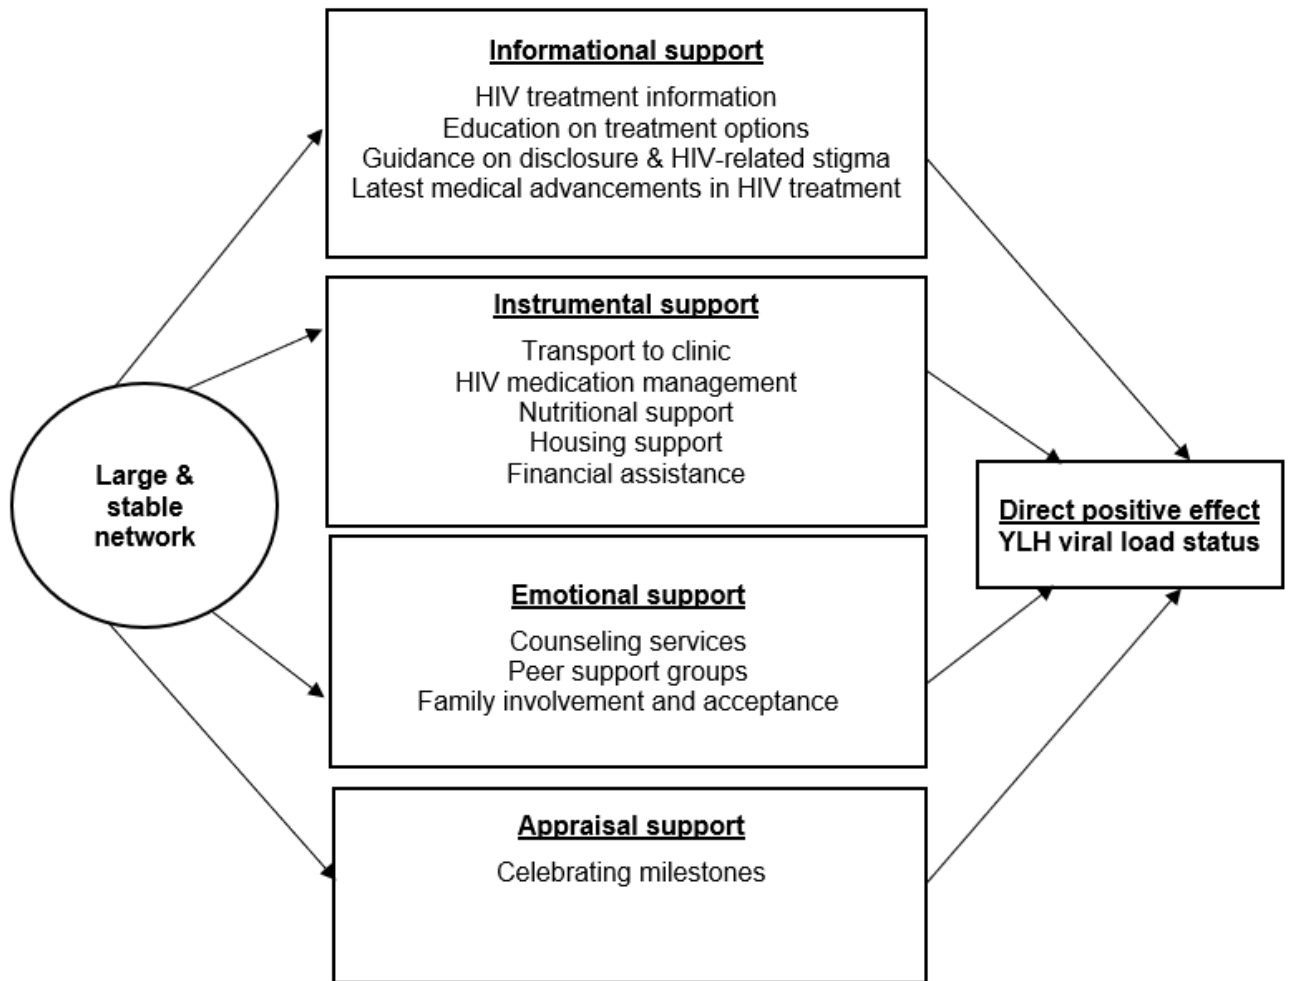 Informational support
HIV treatment information
Education on treatment options
Guidance on disclosure & HIV-related stigma
Latest medical advancements in HIV treatment
Instrumental support
Transport to clinic
HIV medication management
Nutritional support
Housing support
Financial assistance
Large &
stable
network
Direct positive effect
YLH viral load status
Emotional support
Counseling services
Peer support groups
Family involvement and acceptance
Appraisal support
Celebrating milestones